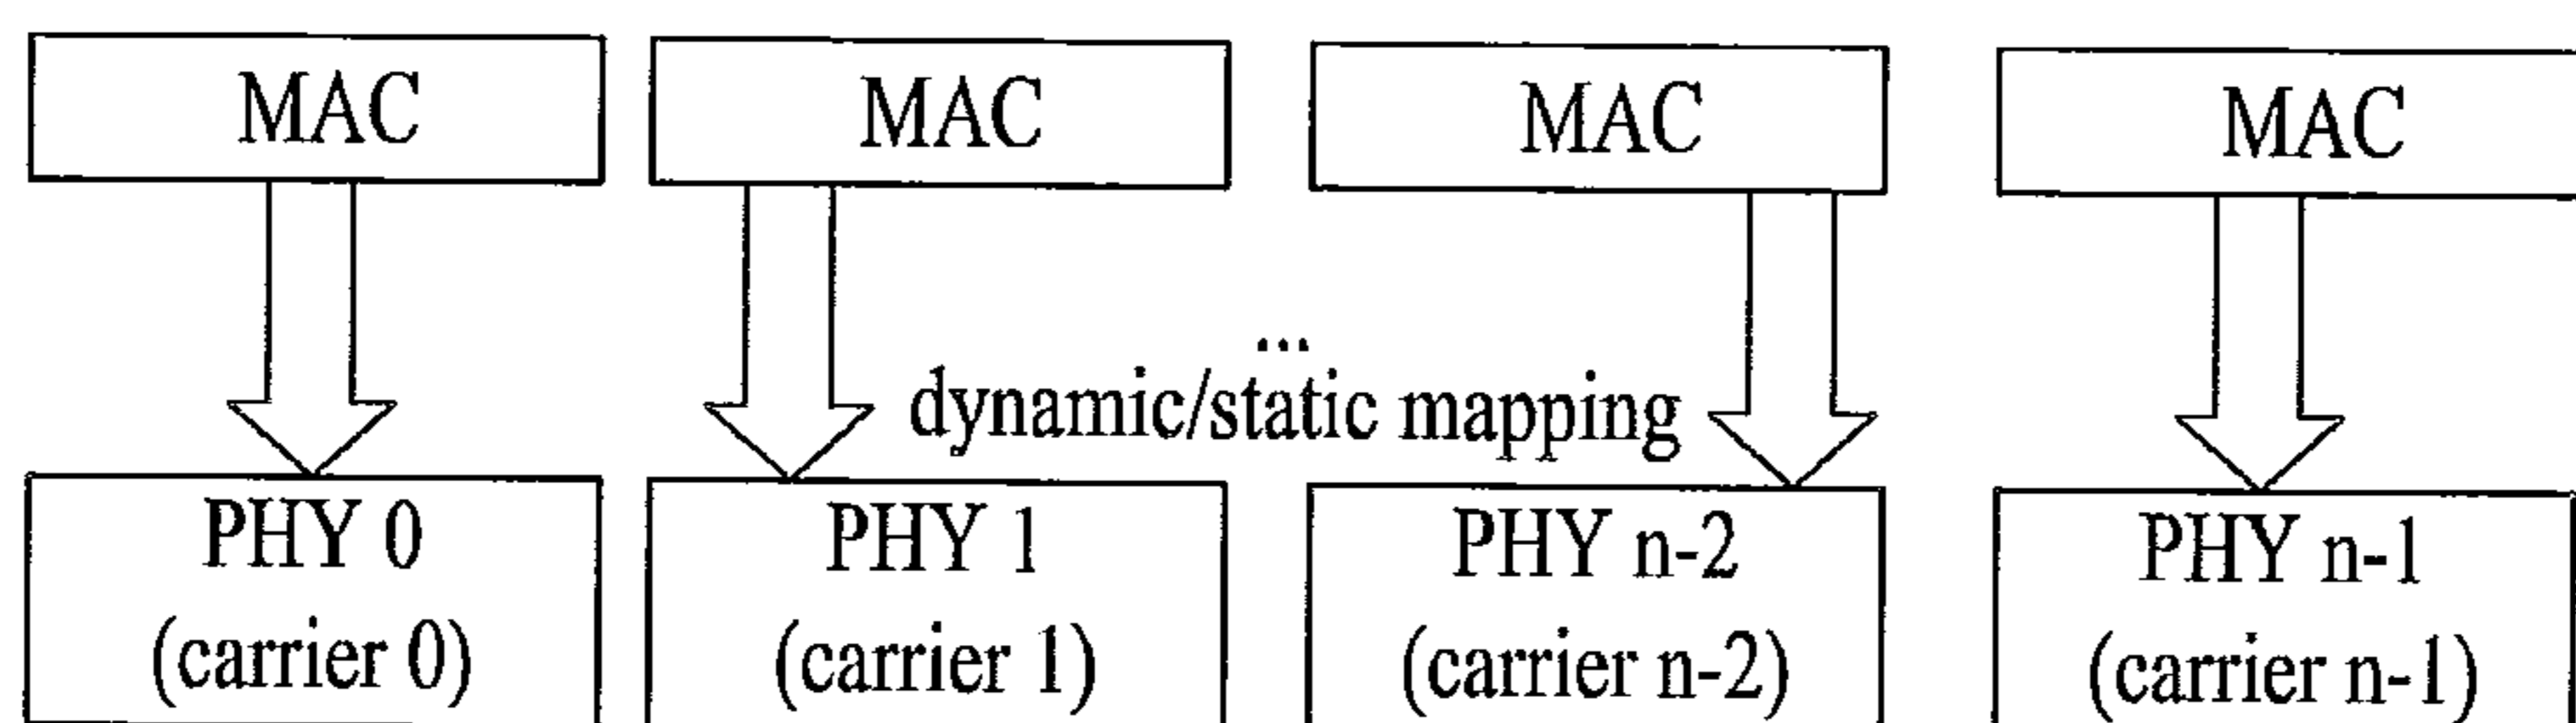 MAC MAC MAC MAC
...
dynamic/static mapping
PHY 0 PHY 1 PHY n-2 PHY n-1
(carrier 0) (carrier 1) (carrier n-2) (carrier n-1)